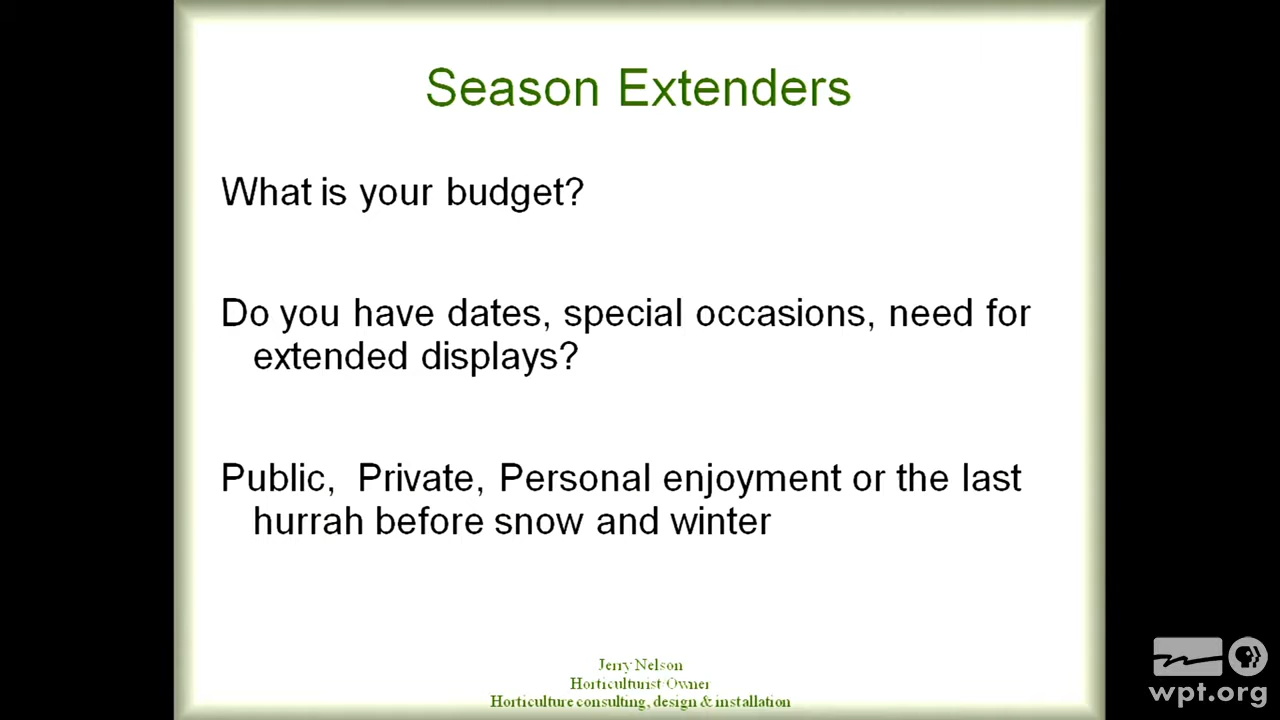 Season Extenders
What is your budget?
Do you have dates, special occasions, need for
extended displays?
Public, Private, Personal enjoyment or the last
hurrah before snow and winter
Jerry Nelson
Horticulturist/Owner
Horticulture consulting, design & installation
wpt.org